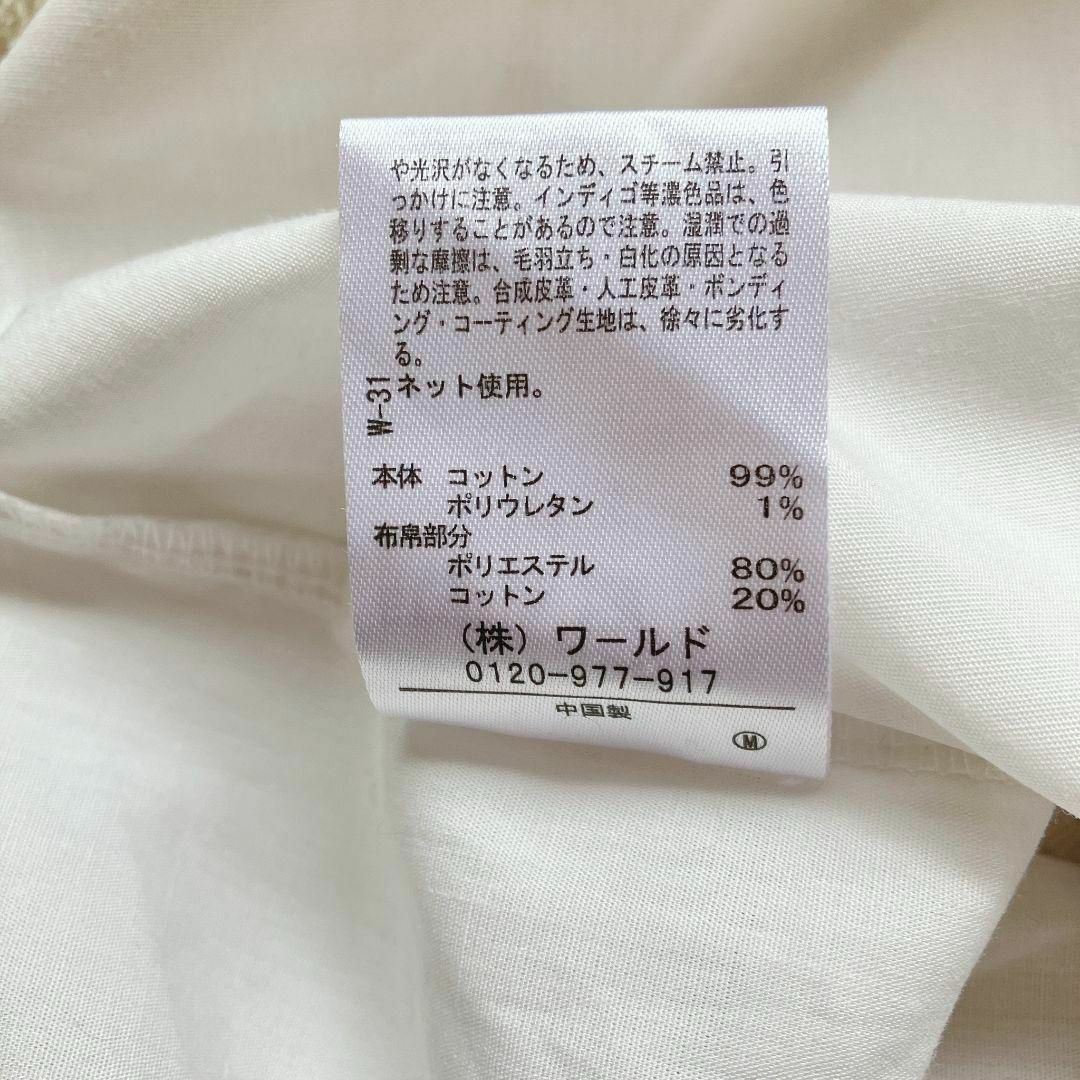 や光沢がなくなるため、スチーム禁止。引
っかけに注意。インディゴ等濃色品は、色
移りすることがあるので注意。湿潤での過
剰な摩擦は、毛羽立ち・白化の原因となる
ため注意。合成皮革・人工皮革・ボンディ
ング・コーティング生地は、徐々に劣化す
る。
ネット使用。
W-31
本体 コットン 99%
ポリウレタン 1%
布帛部分
ポリエステル 80%
コットン 20%
(株) ワールド
0120-977-917
中国製
Ⓜ